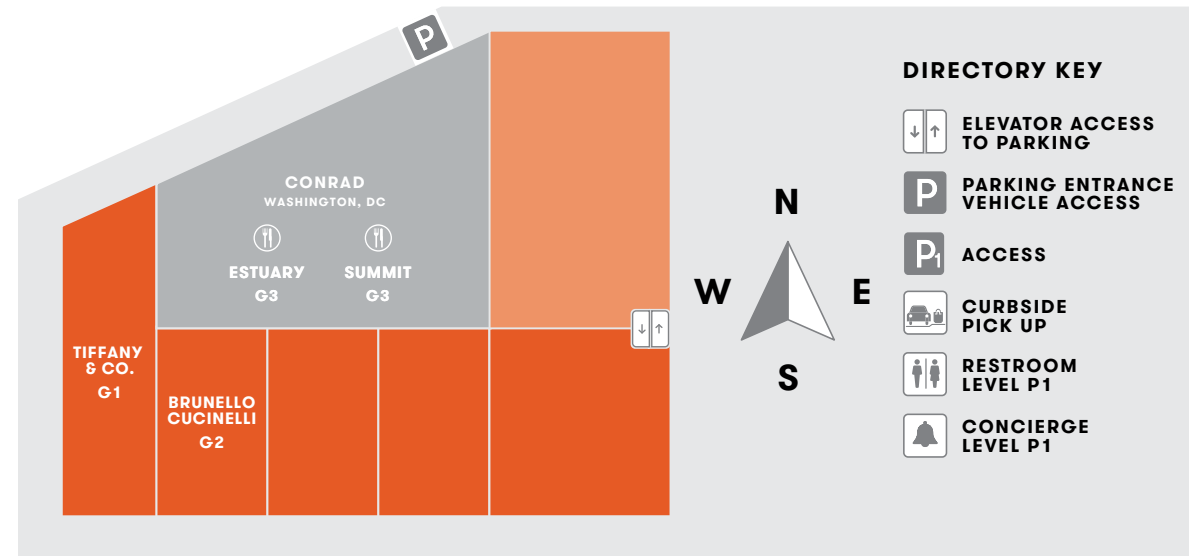 P
CONRAD
WASHINGTON, DC
ESTUARY
G3
SUMMIT
G3
TIFFANY
& CO.
G1
BRUNELLO
CUCINELLI
G2
N
W
E
S
DIRECTORY KEY
ELEVATOR ACCESS
TO PARKING
P
PARKING ENTRANCE
VEHICLE ACCESS
P1
ACCESS
CURBSIDE
PICK UP
RESTROOM
LEVEL P1
CONCIERGE
LEVEL P1